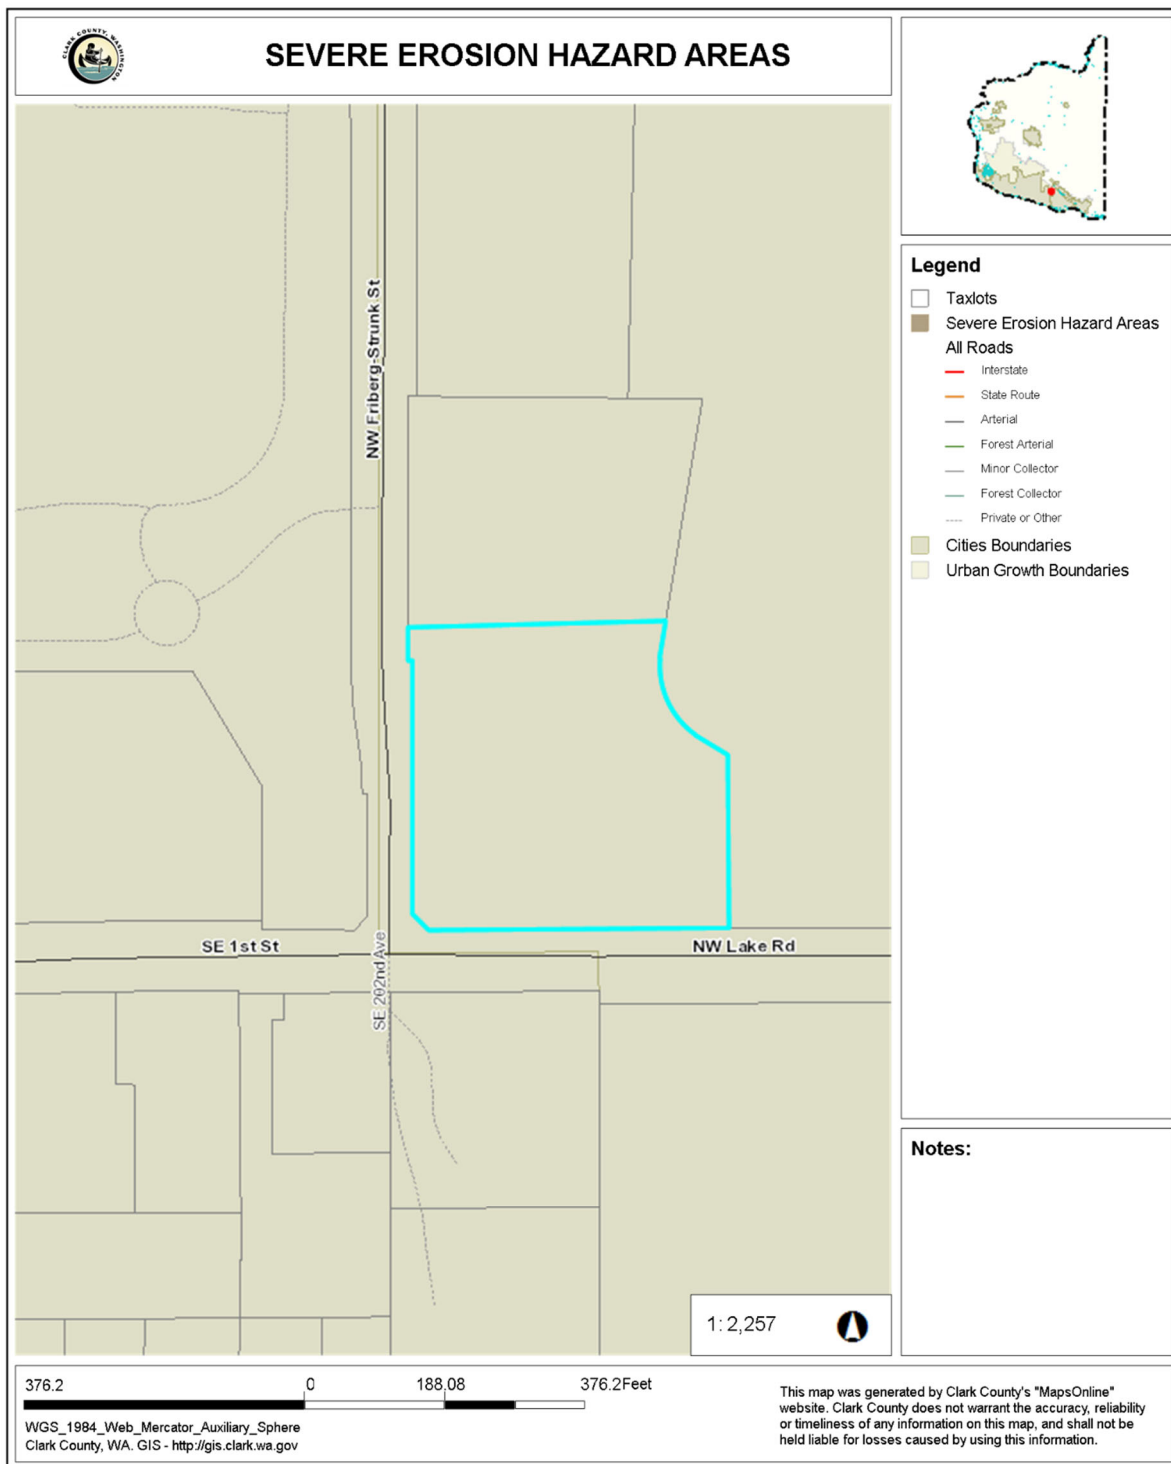 CLARK COUNTY, WASHINGTON
SEVERE EROSION HAZARD AREAS
NW Friberg-Strunk St
SE 1st St
NW Lake Rd
SE 202nd Ave
1: 2,257
Legend
Taxlots
Severe Erosion Hazard Areas
All Roads
Interstate
State Route
Arterial
Forest Arterial
Minor Collector
Forest Collector
Private or Other
Cities Boundaries
Urban Growth Boundaries
Notes:
376.2 0 188.08 376.2Feet
WGS_1984_Web_Mercator_Auxiliary_Sphere
Clark County, WA. GIS - http://gis.clark.wa.gov
This map was generated by Clark County's "MapsOnline"
website. Clark County does not warrant the accuracy, reliability
or timeliness of any information on this map, and shall not be
held liable for losses caused by using this information.